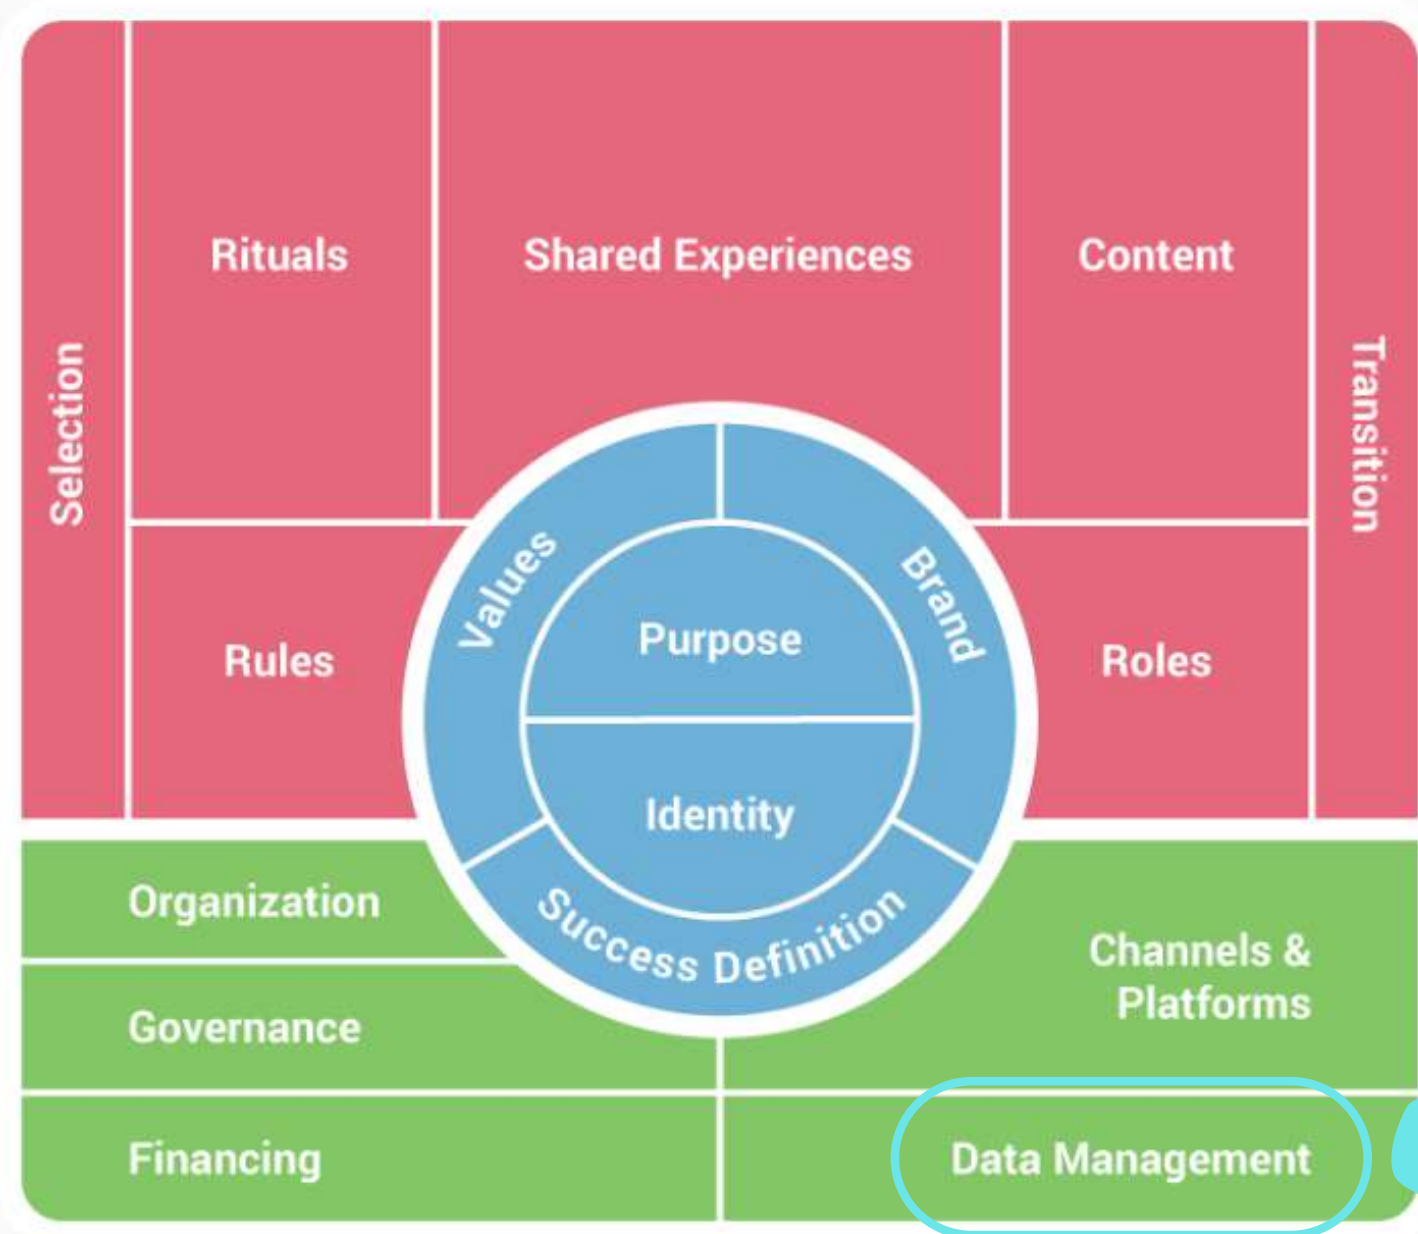 Rituals
Shared Experiences
Content
Selection
Transition
Values
Brand
Purpose
Rules
Roles
Identity
Success Definition
Organization
Channels &
Platforms
Governance
Financing
Data Management